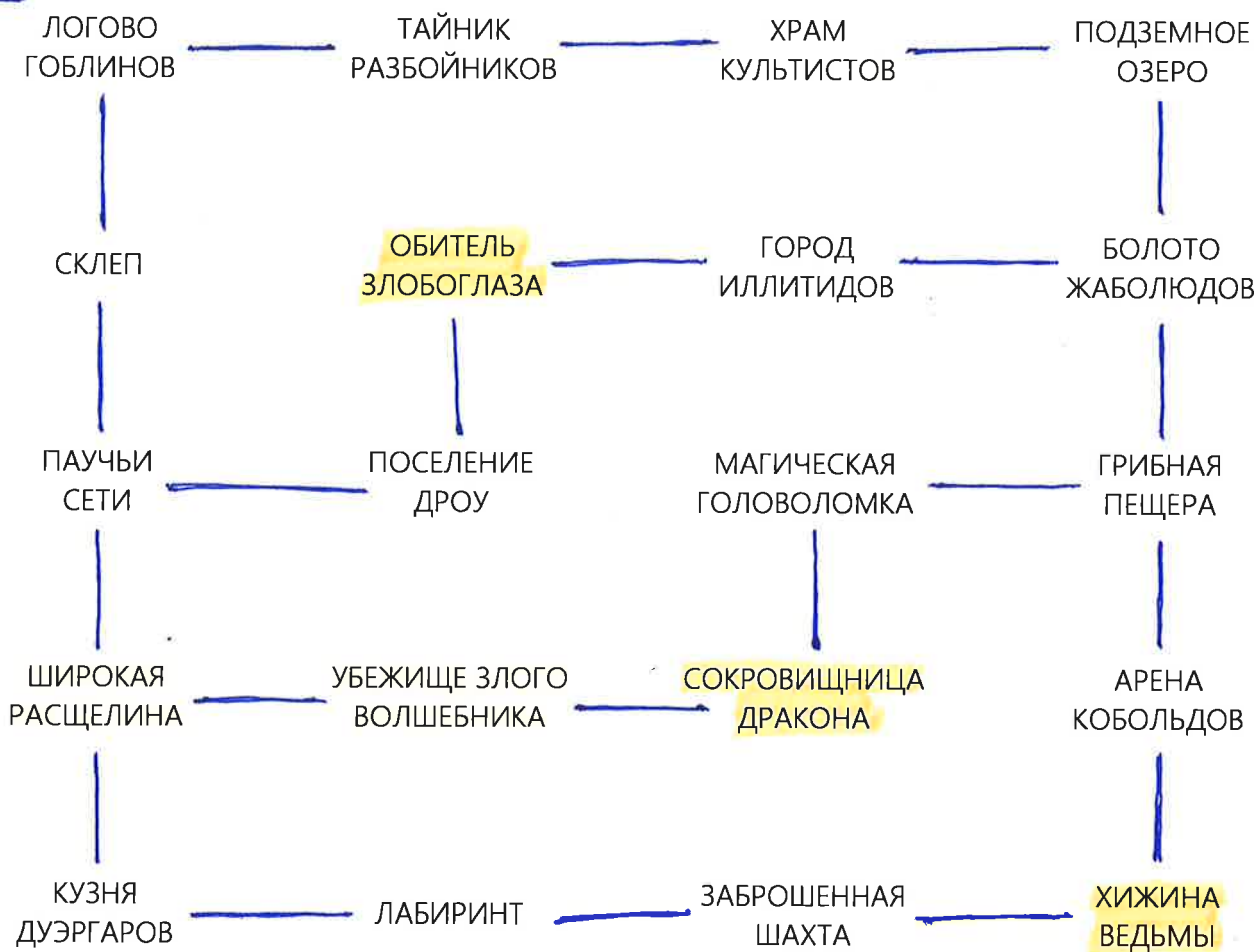 ЛОГОВО
ГОБЛИНОВ
ТАЙНИК
РАЗБОЙНИКОВ
ХРАМ
КУЛЬТИСТОВ
ПОДЗЕМНОЕ
ОЗЕРО
СКЛЕП
ОБИТЕЛЬ
ЗЛОБОГЛАЗА
ГОРОД
ИЛЛИТИДОВ
БОЛОТО
ЖАБОЛЮДОВ
ПАУЧЬИ
СЕТИ
ПОСЕЛЕНИЕ
ДРОУ
МАГИЧЕСКАЯ
ГОЛОВОЛОМКА
ГРИБНАЯ
ПЕЩЕРА
ШИРОКАЯ
РАСЩЕЛИНА
УБЕЖИЩЕ ЗЛОГО
ВОЛШЕБНИКА
СОКРОВИЩНИЦА
ДРАКОНА
АРЕНА
КОБОЛЬДОВ
КУЗНЯ
ДУЭРГАРОВ
ЛАБИРИНТ
ЗАБРОШЕННАЯ
ШАХТА
ХИЖИНА
ВЕДЬМЫ